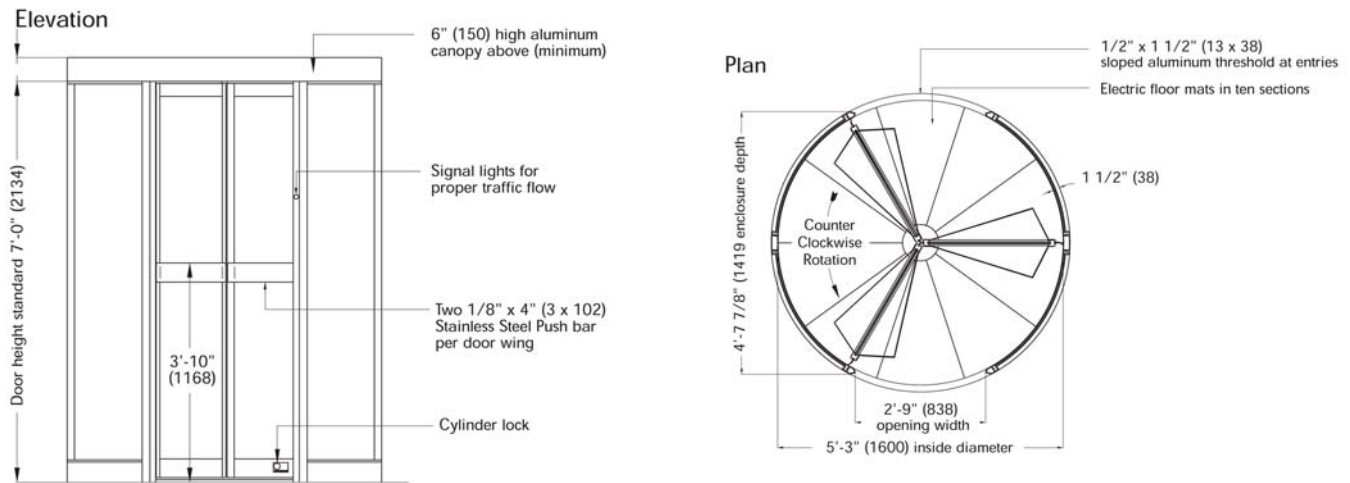 Elevation
6" (150) high aluminum
canopy above (minimum)
Door height standard 7'-0" (2134)
Signal lights for
proper traffic flow
Two 1/8" x 4" (3 x 102)
Stainless Steel Push bar
per door wing
3'-10"
(1168)
Cylinder lock
Plan
1/2" x 1 1/2" (13 x 38)
sloped aluminum threshold at entries
Electric floor mats in ten sections
4'-7 7/8" (1419 enclosure depth
1 1/2" (38)
Counter
Clockwise
Rotation
2'-9" (838)
opening width
5'-3" (1600) inside diameter